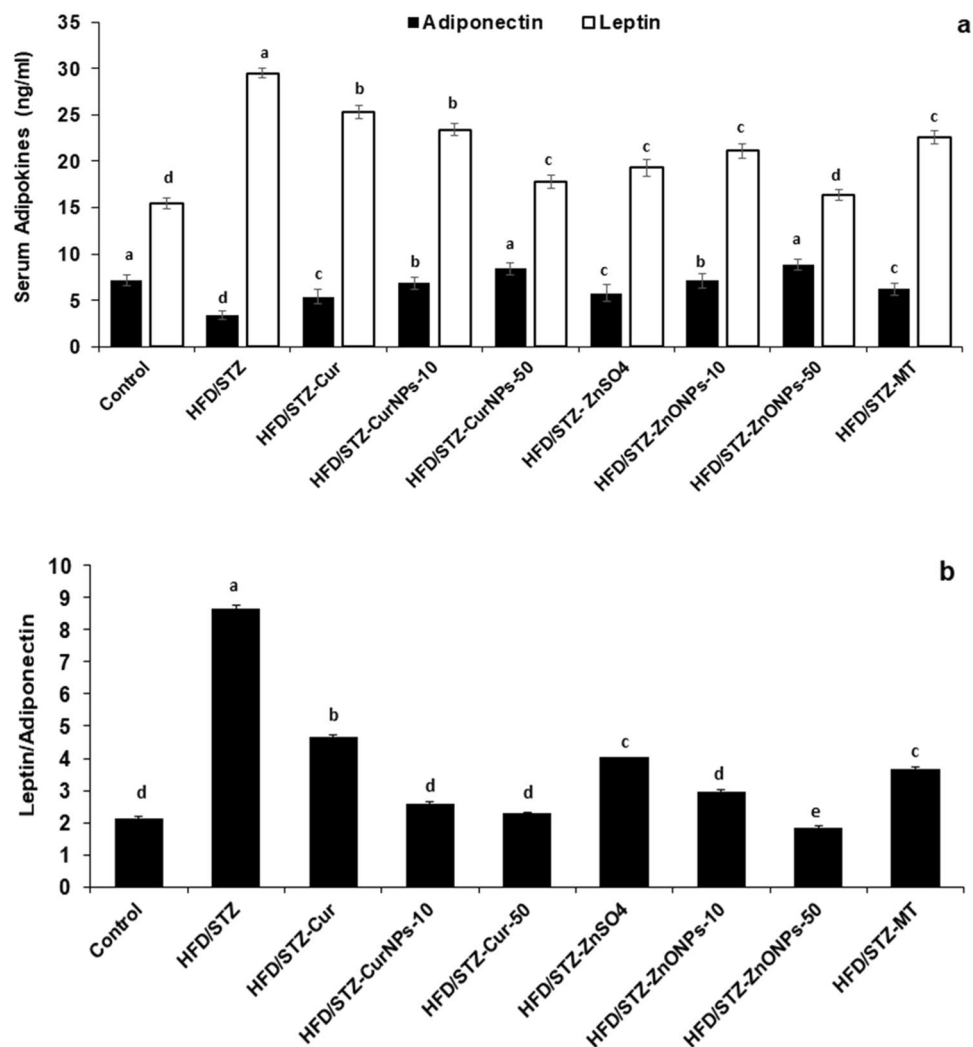 Adiponectin Leptin
a
Serum Adipokines (ng/ml)
35
30
25
20
15
10
5
0
a d
d a
c b
b b
a c
c c
b c
a d
c c
Control
HFD/STZ
HFD/STZ-Cur
HFD/STZ-CurNPs-10
HFD/STZ-CurNPs-50
HFD/STZ- ZnSO4
HFD/STZ-ZnONPs-10
HFD/STZ-ZnONPs-50
HFD/STZ-MT
b
Leptin/Adiponectin
10
9
8
7
6
5
4
3
2
1
0
d
a
b
d
d
c
d
e
c
Control
HFD/STZ
HFD/STZ-Cur
HFD/STZ-CurNPs-10
HFD/STZ-Cur-50
HFD/STZ-ZnSO4
HFD/STZ-ZnONPs-10
HFD/STZ-ZnONPs-50
HFD/STZ-MT